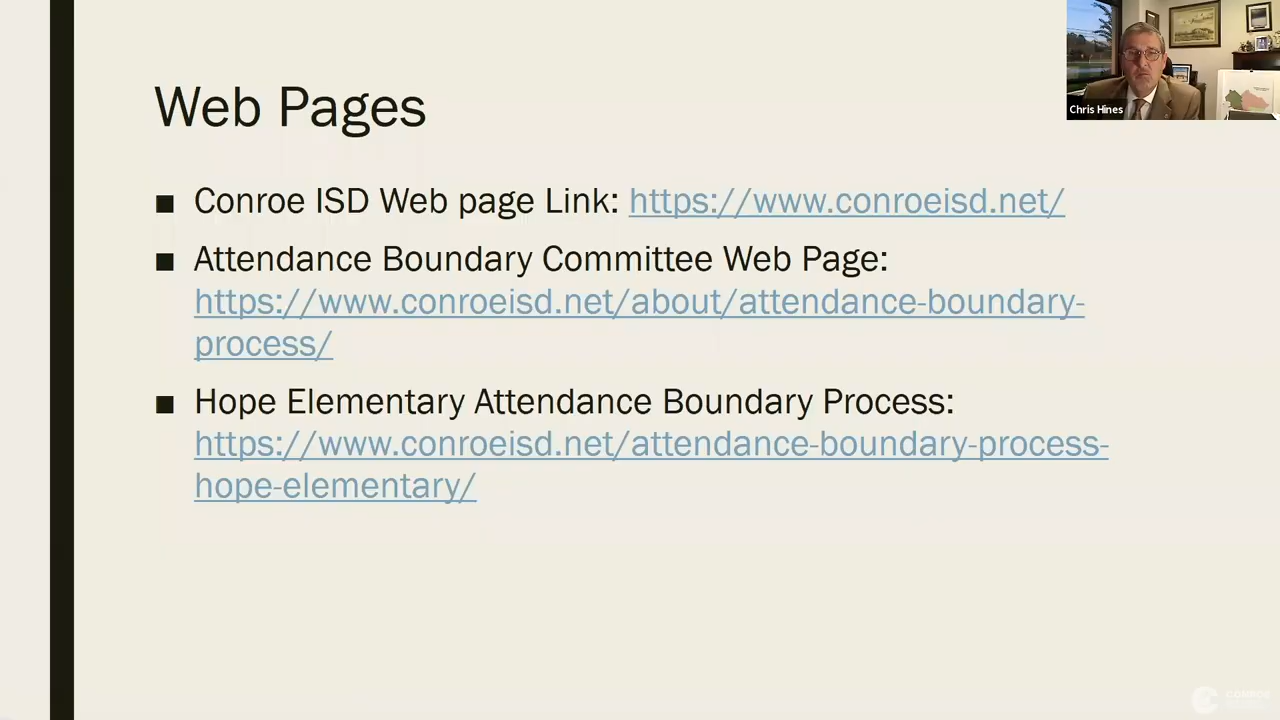 Web Pages
■ Conroe ISD Web page Link: https://www.conroeisd.net/
■ Attendance Boundary Committee Web Page:
https://www.conroeisd.net/about/attendance-boundary-
process/
■ Hope Elementary Attendance Boundary Process:
https://www.conroeisd.net/attendance-boundary-process-
hope-elementary/
Chris Hines
CONROE